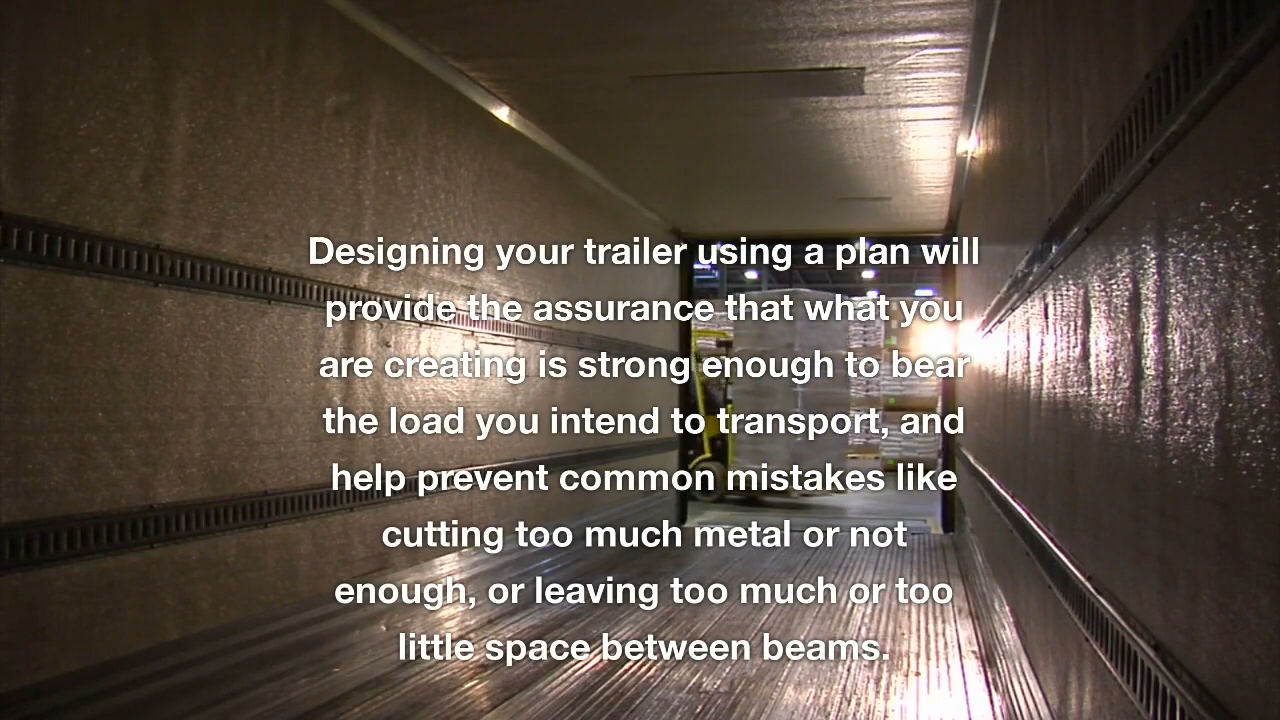 Designing your trailer using a plan will
provide the assurance that what you
are creating is strong enough to bear
the load you intend to transport, and
help prevent common mistakes like
cutting too much metal or not
enough, or leaving too much or too
little space between beams.